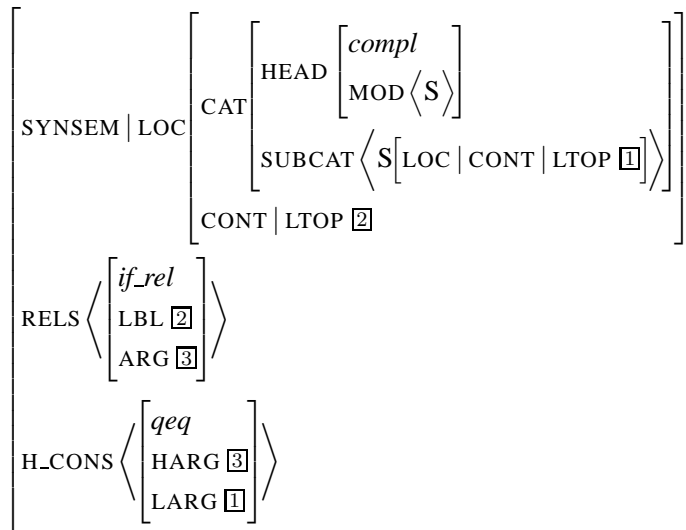 compl
HEAD
MOD ⟨S⟩
CAT
SYNSEM | LOC
SUBCAT ⟨S[LOC | CONT | LTOP 1]⟩
CONT | LTOP 2
if_rel
RELS ⟨ LBL 2 ⟩
ARG 3
qeq
H_CONS ⟨ HARG 3 ⟩
LARG 1